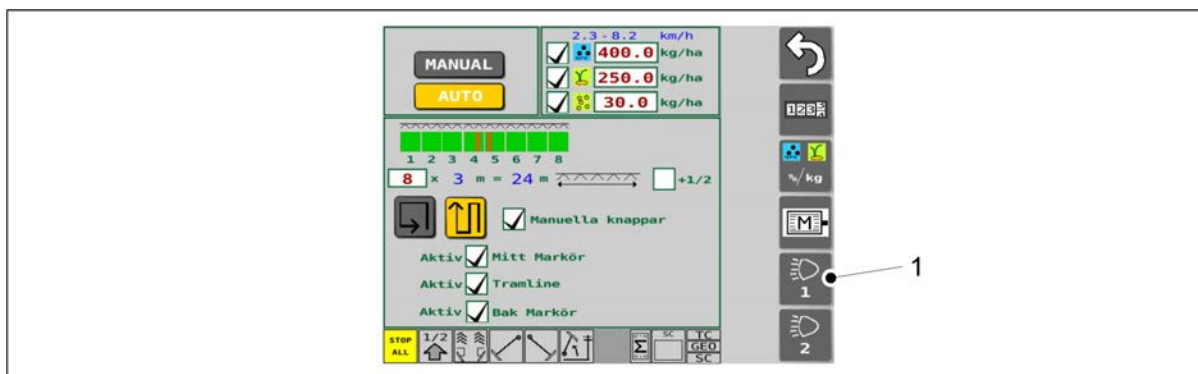 2.3 - 8.2 km/h
MANUAL
400.0 kg/ha
250.0 kg/ha
AUTO
30.0 kg/ha
1 2 3 4 5 6 7 8
8 x 3 m = 24 m +1/2
Manuella knappar
Aktiv Mitt Markör
Aktiv Tramline
Aktiv Bak Markör
STOP
ALL
1/2
Σ
SC
TC
GEO
SC
%/kg
M
1
2
1